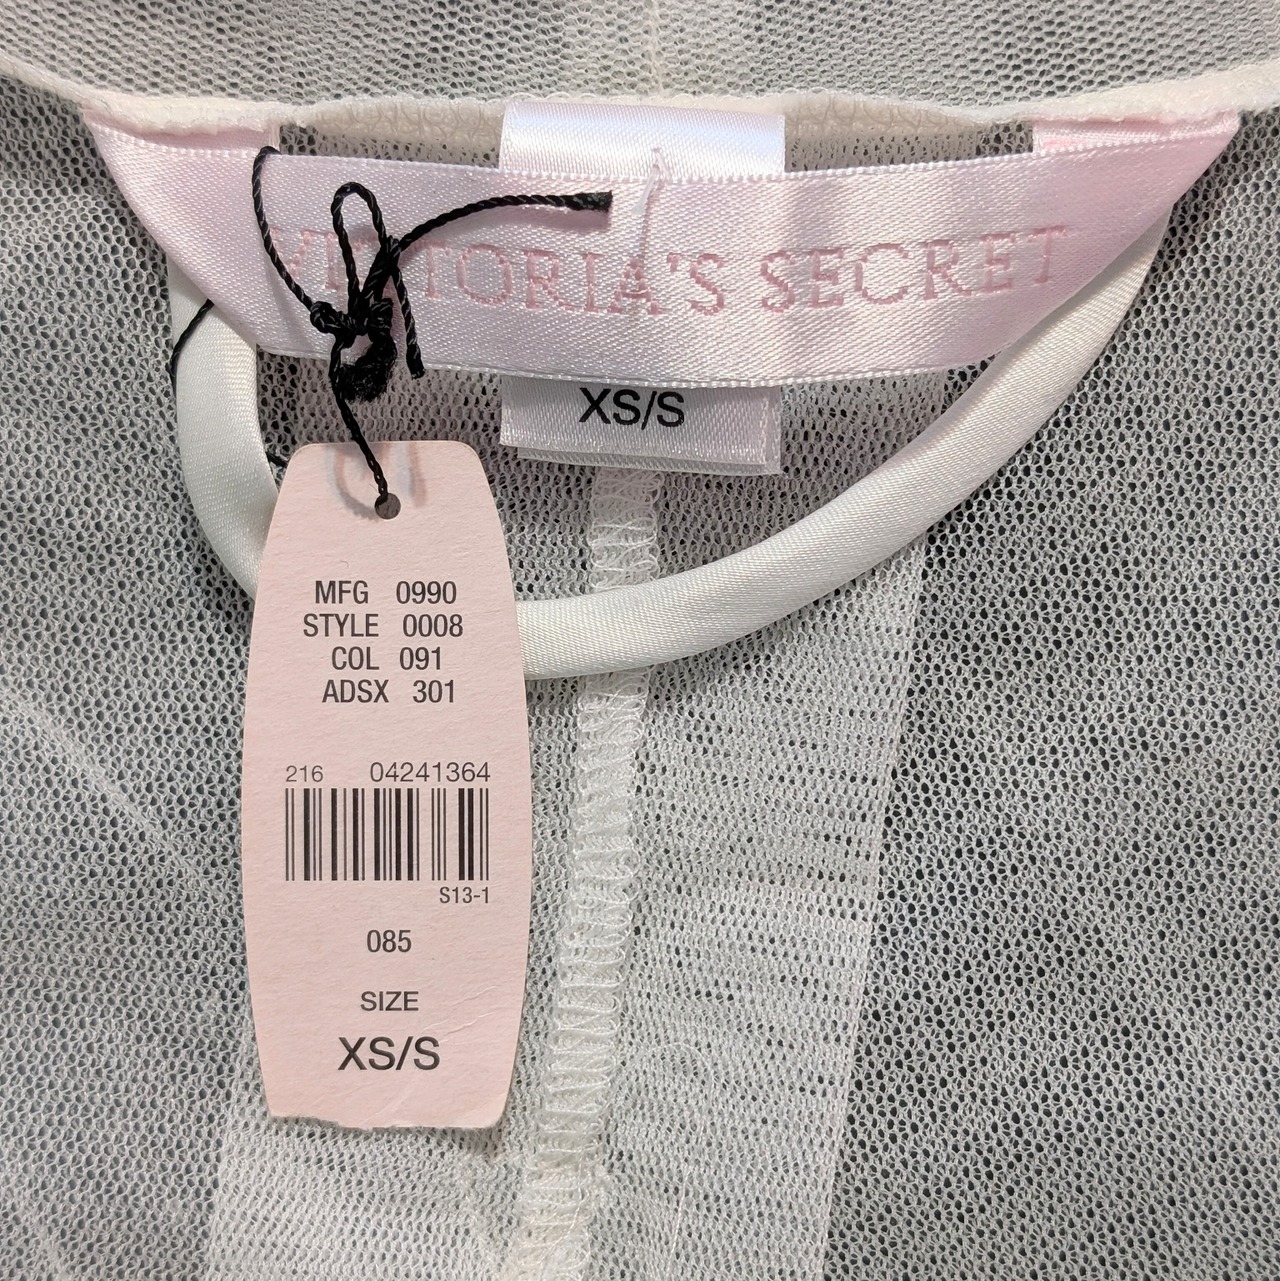 VICTORIA'S SECRET
XS/S
MFG 0990
STYLE 0008
COL 091
ADSX 301
216 04241364
S13-1
085
SIZE
XS/S